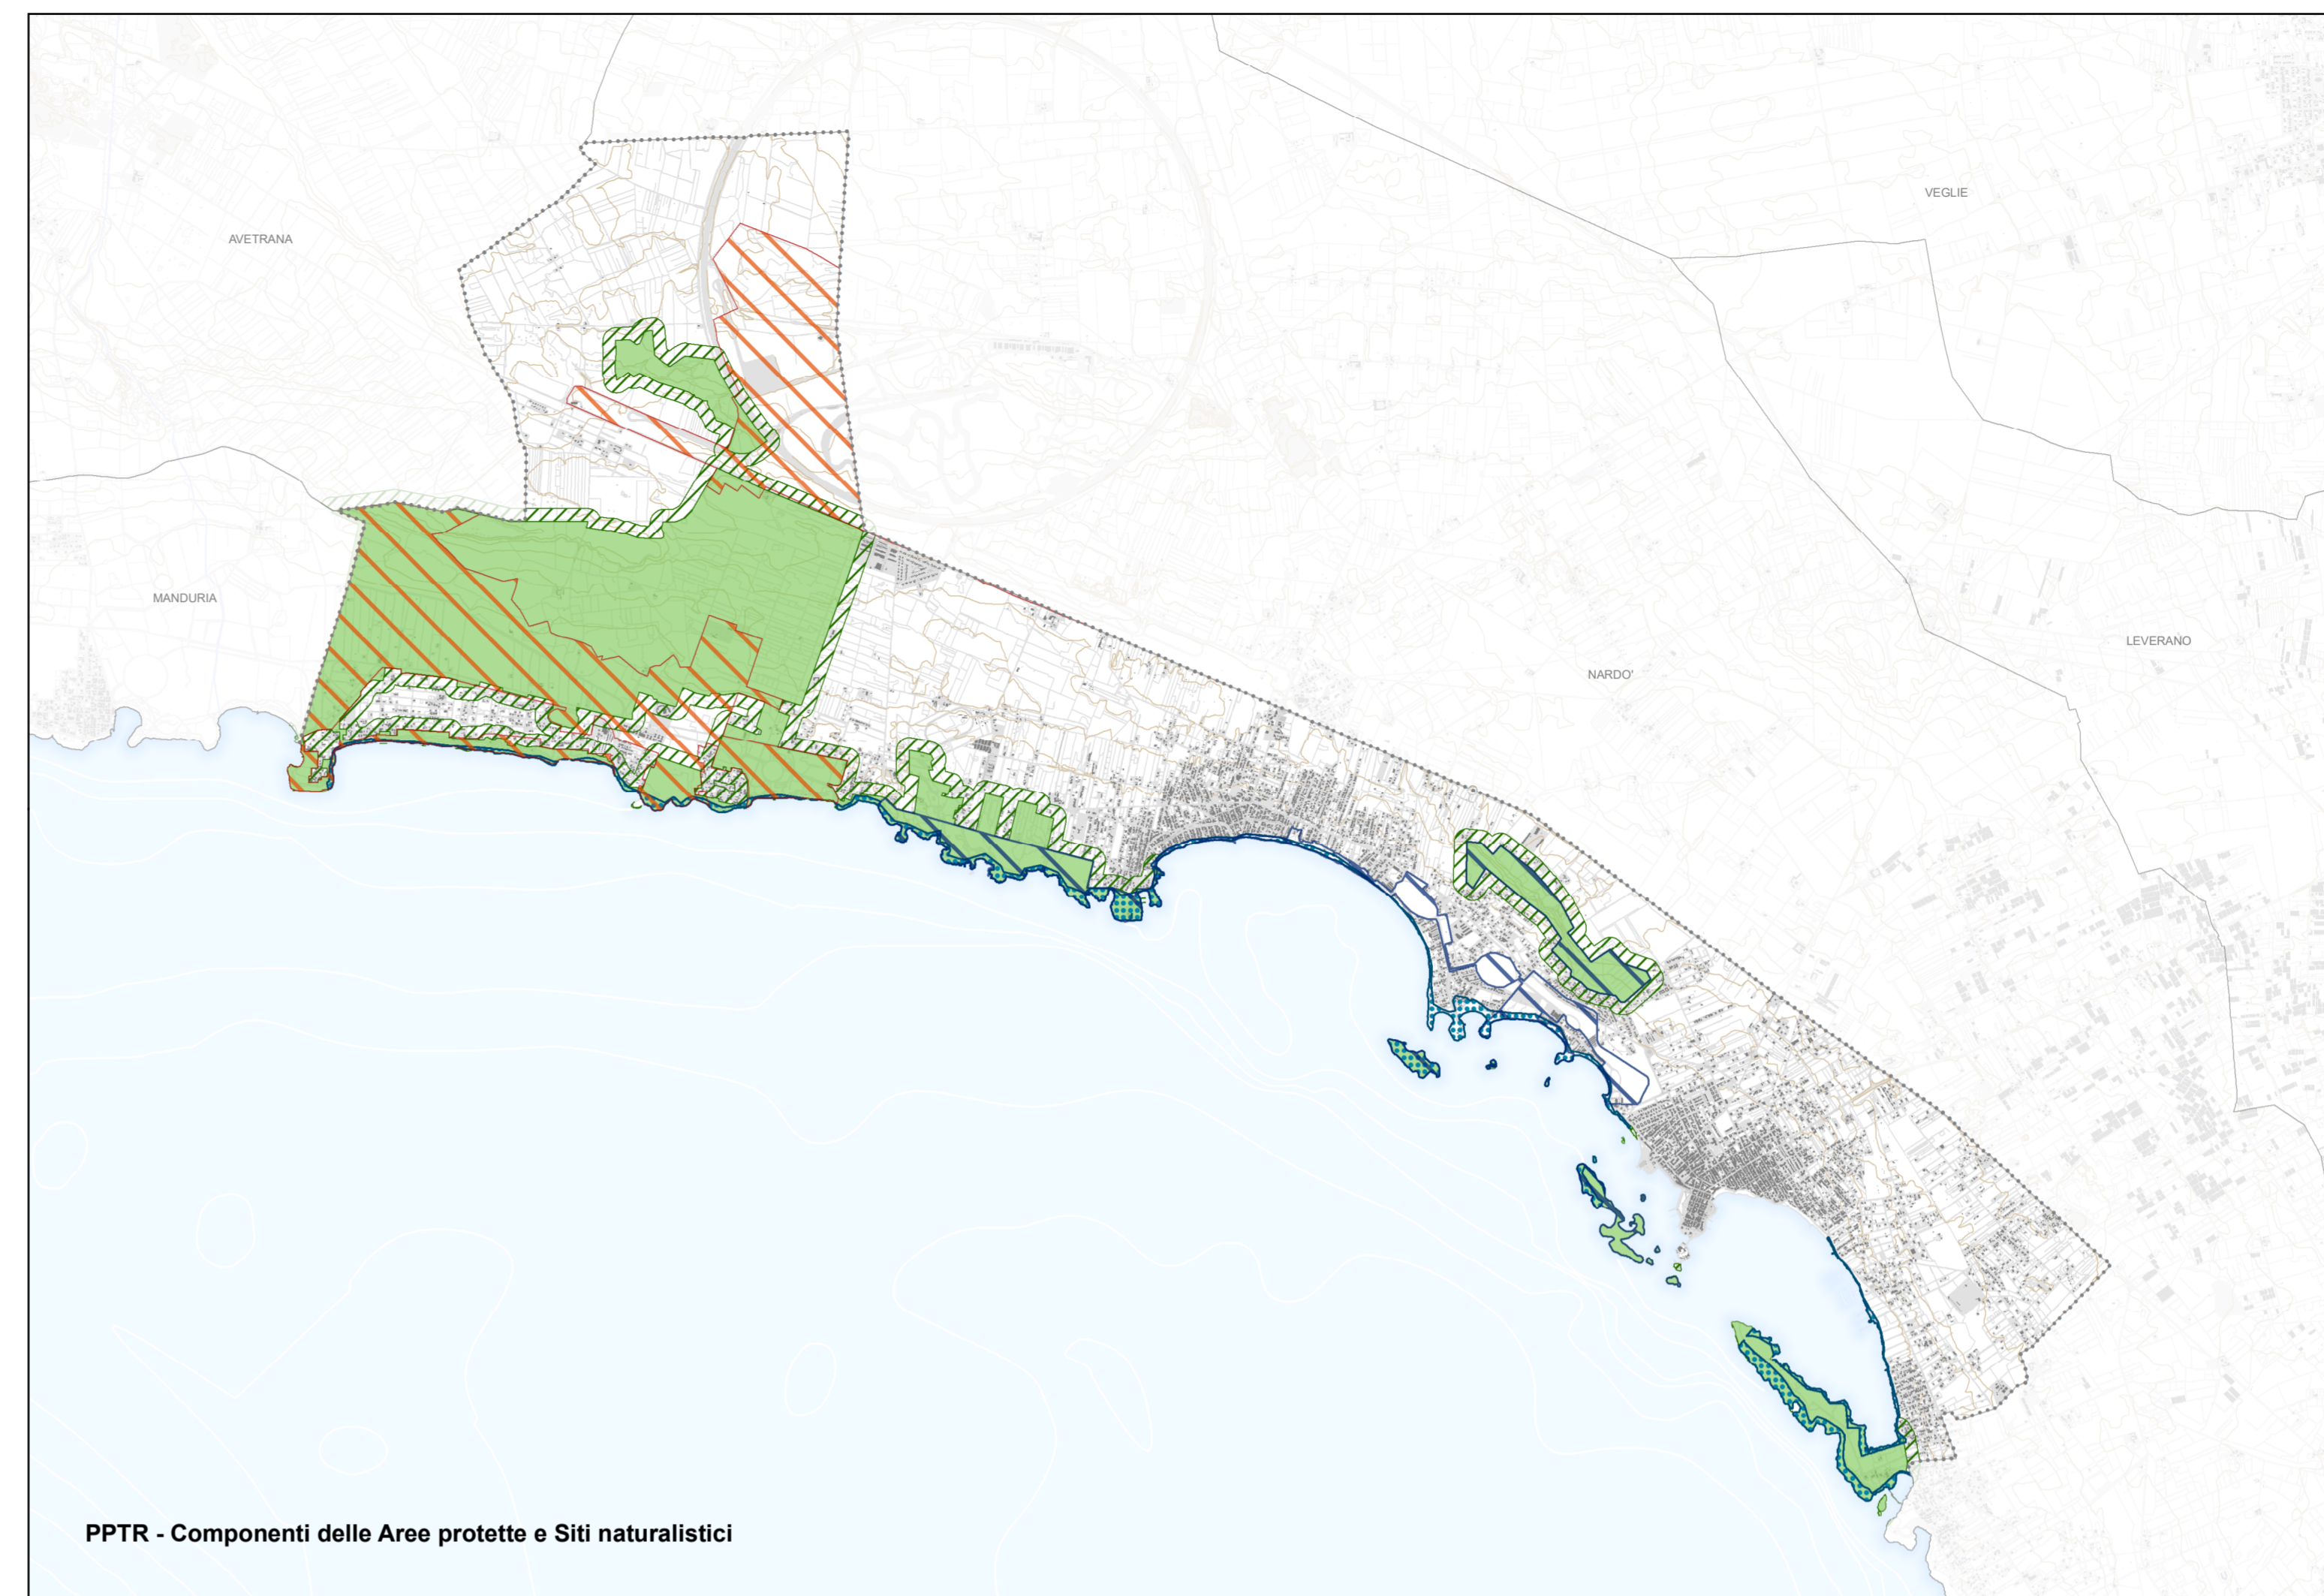 VEGLIE
AVETRANA
MANDURIA
LEVERANO
NARDO'
PPTR - Componenti delle Aree protette e Siti naturalistici